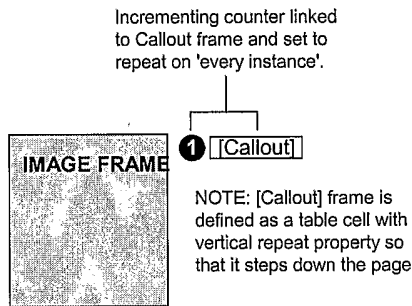 Incrementing counter linked
to Callout frame and set to
repeat on 'every instance'.
1 [Callout]
IMAGE FRAME
NOTE: [Callout] frame is
defined as a table cell with
vertical repeat property so
that it steps down the page